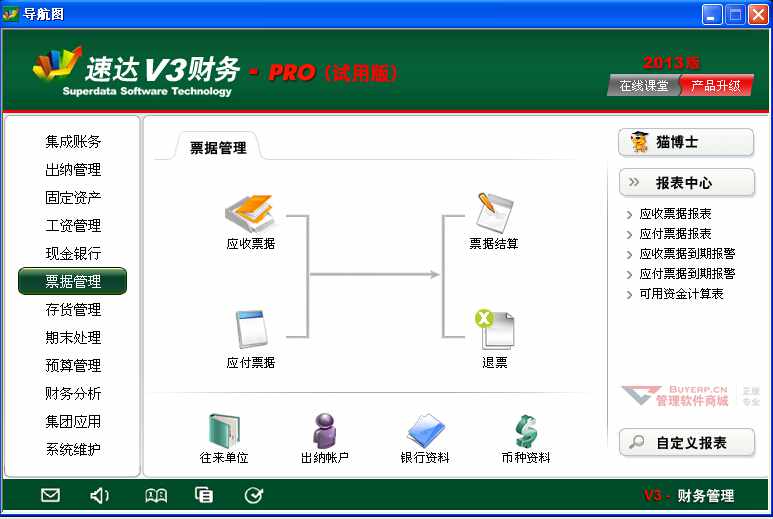 导航图
速达V3财务 - PRO（试用版）
Superdata Software Technology
2013版
在线课堂
产品升级
集成账务
出纳管理
固定资产
工资管理
现金银行
票据管理
存货管理
期末处理
预算管理
财务分析
集团应用
系统维护
票据管理
应收票据
票据结算
应付票据
退票
往来单位
出纳帐户
银行资料
币种资料
猫博士
报表中心
应收票据报表
应付票据报表
应收票据到期报警
应付票据到期报警
可用资金计算表
BUYERP.CN
管理软件商城
正版
专业
自定义报表
V3 - 财务管理